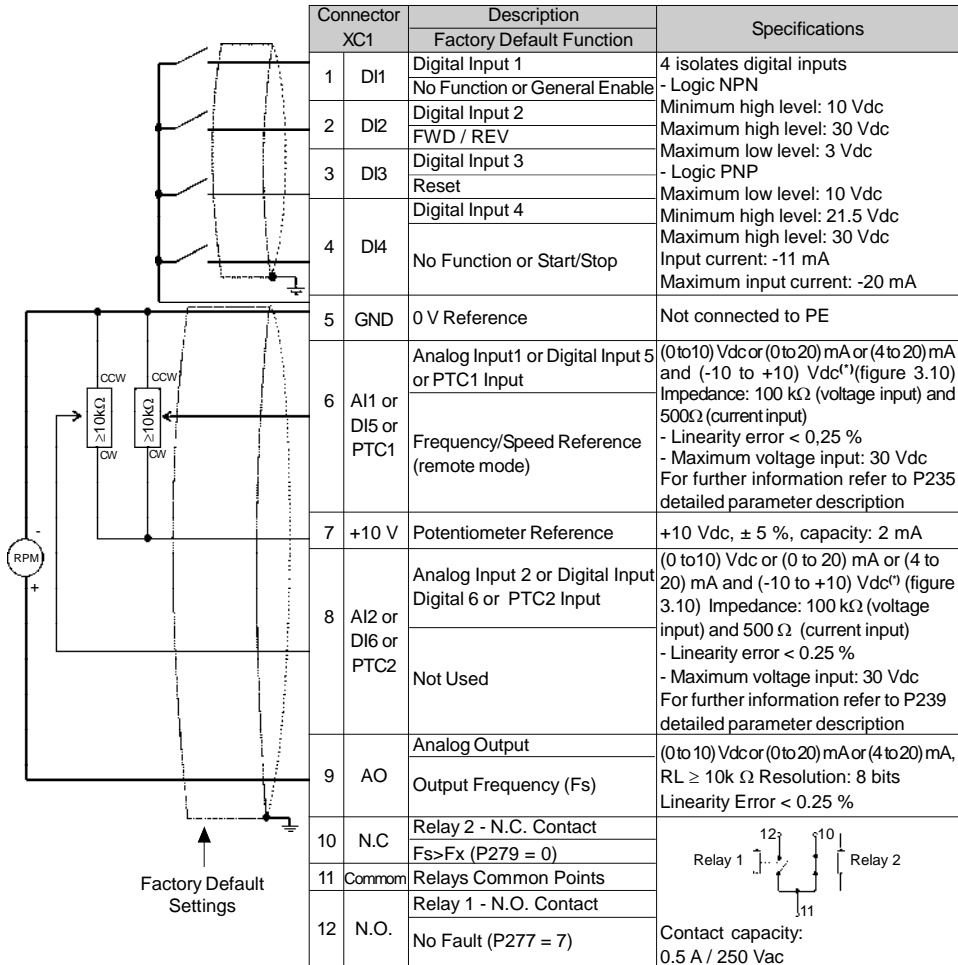 Connector
XC1
Description
Factory Default Function
Specifications
1
DI1
Digital Input 1
No Function or General Enable
2
DI2
Digital Input 2
FWD / REV
3
DI3
Digital Input 3
Reset
4
DI4
Digital Input 4
No Function or Start/Stop
4 isolates digital inputs
- Logic NPN
Minimum high level: 10 Vdc
Maximum high level: 30 Vdc
Maximum low level: 3 Vdc
- Logic PNP
Maximum low level: 10 Vdc
Minimum high level: 21.5 Vdc
Maximum high level: 30 Vdc
Input current: -11 mA
Maximum input current: -20 mA
5
GND
0 V Reference
Not connected to PE
6
AI1 or
DI5 or
PTC1
Analog Input1 or Digital Input 5
or PTC1 Input
Frequency/Speed Reference
(remote mode)
(0 to 10) Vdc or (0 to 20) mA or (4 to 20) mA
and (-10 to +10) Vdc(*)(figure 3.10)
Impedance: 100 kΩ (voltage input) and
500Ω (current input)
- Linearity error < 0,25 %
- Maximum voltage input: 30 Vdc
For further information refer to P235
detailed parameter description
7
+10 V
Potentiometer Reference
+10 Vdc, ± 5 %, capacity: 2 mA
8
AI2 or
DI6 or
PTC2
Analog Input 2 or Digital Input
Digital 6 or PTC2 Input
Not Used
(0 to10) Vdc or (0 to 20) mA or (4 to
20) mA and (-10 to +10) Vdc(*) (figure
3.10) Impedance: 100 kΩ (voltage
input) and 500 Ω (current input)
- Linearity error < 0.25 %
- Maximum voltage input: 30 Vdc
For further information refer to P239
detailed parameter description
9
AO
Analog Output
Output Frequency (Fs)
(0 to 10) Vdc or (0 to 20) mA or (4 to 20) mA,
RL ≥ 10k Ω Resolution: 8 bits
Linearity Error < 0.25 %
10
N.C
Relay 2 - N.C. Contact
Fs>Fx (P279 = 0)
11
Commom
Relays Common Points
12
N.O.
Relay 1 - N.O. Contact
No Fault (P277 = 7)
12
10
Relay 1
Relay 2
11
Contact capacity:
0.5 A / 250 Vac
CCW
CCW
≥10kΩ
≥10kΩ
CW
CW
-
RPM
+
Factory Default
Settings